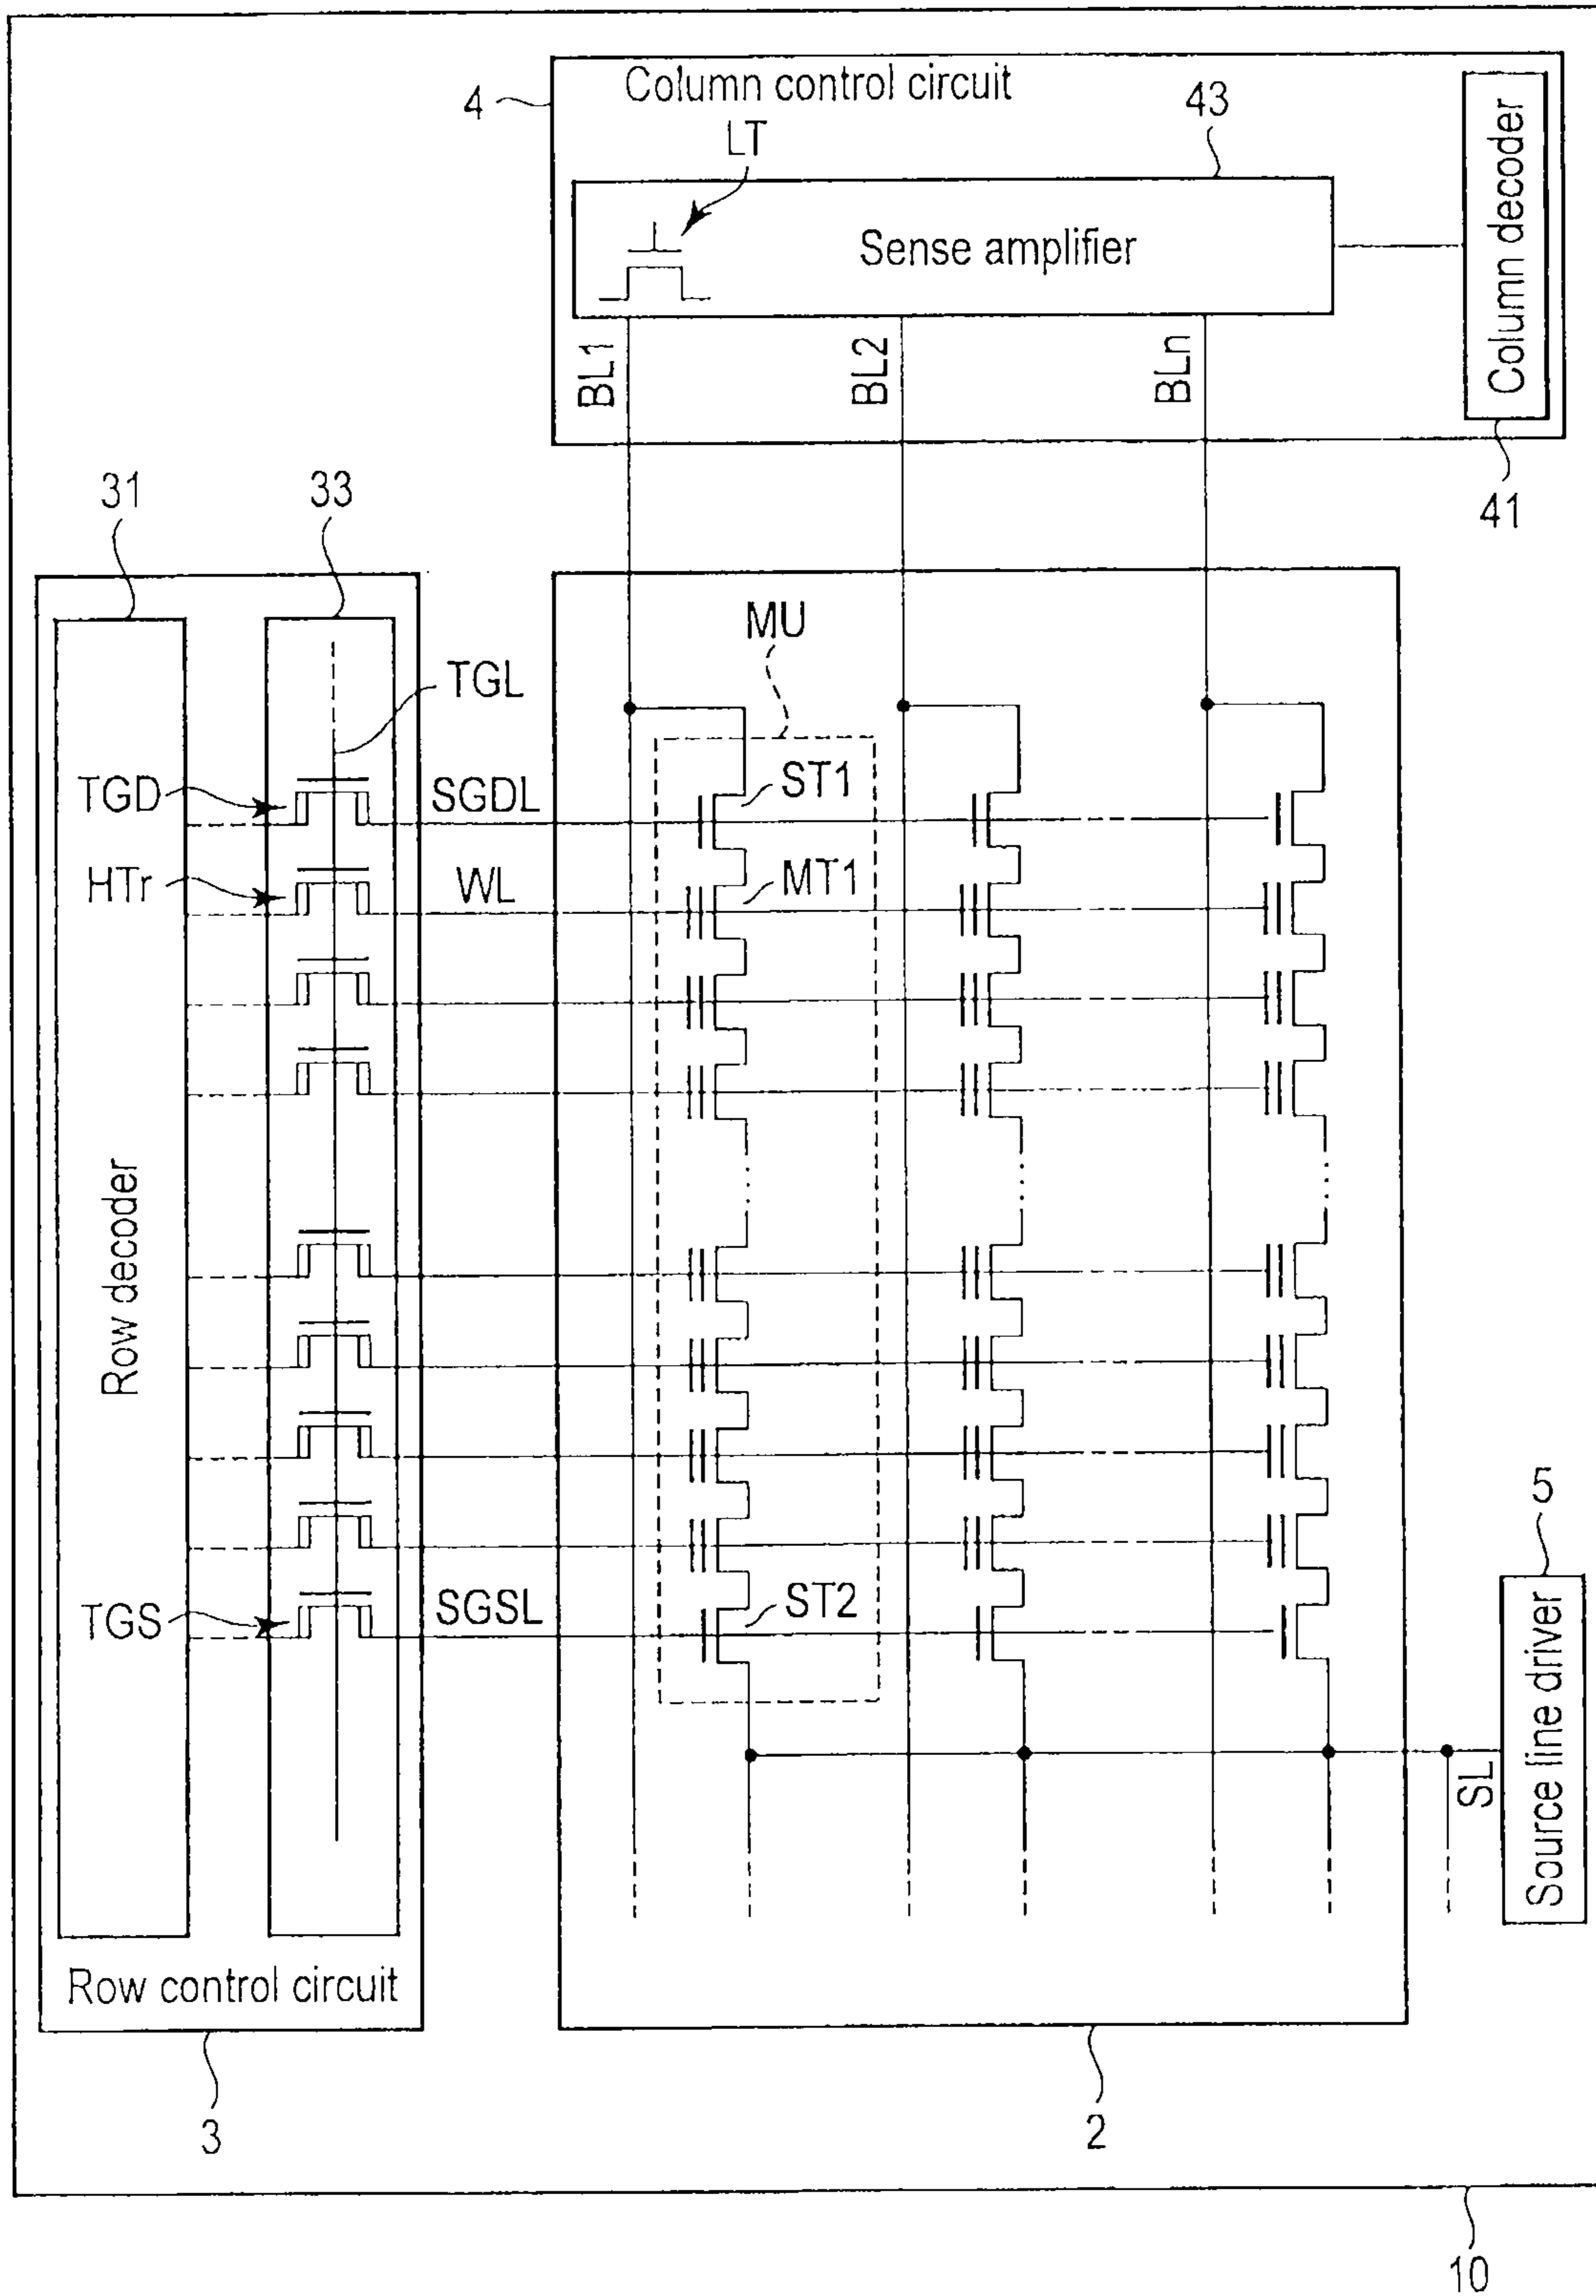 4
Column control circuit
LT
43
Sense amplifier
Column decoder
BL1
BL2
BLn
41
31
33
MU
TGL
TGD
SGDL
ST1
HTr
WL
MT1
Row decoder
TGS
SGSL
ST2
5
Source line driver
SL
Row control circuit
3
2
10